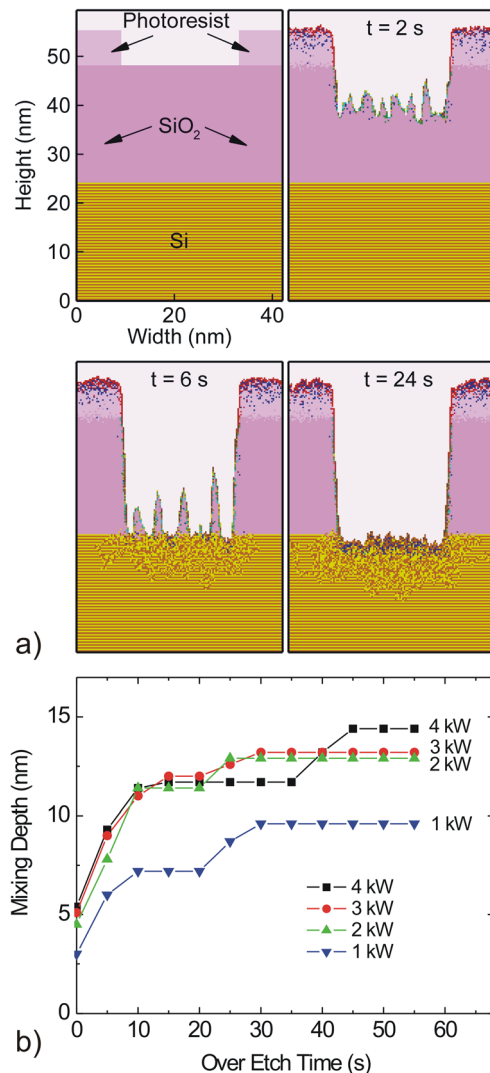 Photoresist
t = 2 s
60
50
40
SiO2
30
20
Si
10
0
Height (nm)
0 20 40
Width (nm)
t = 6 s
t = 24 s
a)
15
4 kW
3 kW
2 kW
10
1 kW
Mixing Depth (nm)
4 kW
3 kW
5
2 kW
1 kW
0
0 10 20 30 40 50 60
b)
Over Etch Time (s)